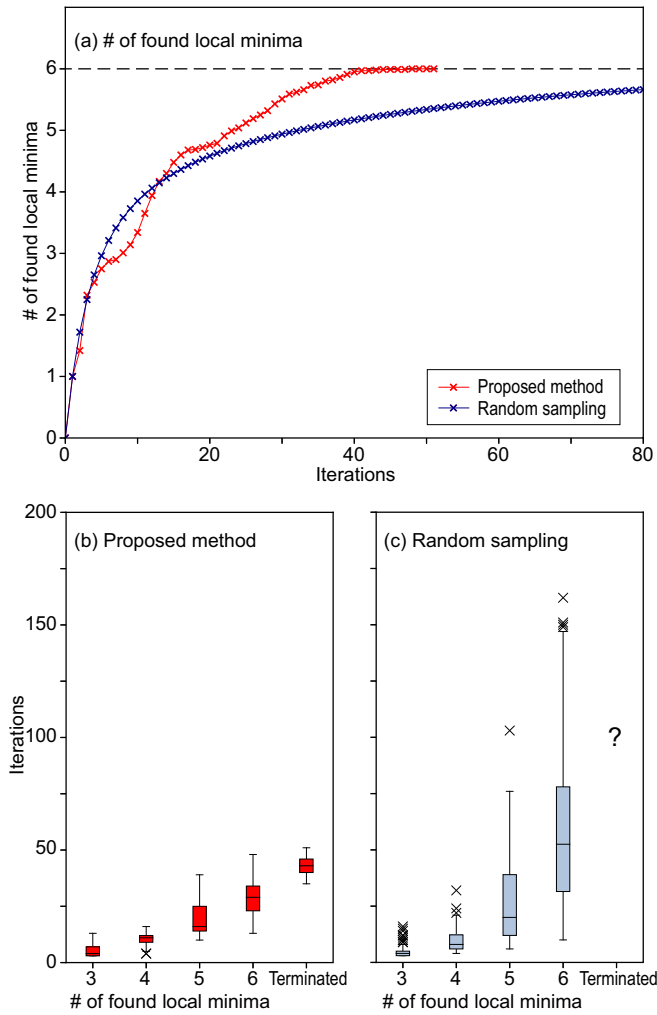 (a) # of found local minima
# of found local minima
6
5
4
3
2
1
0
0
20
40
60
80
Iterations
Proposed method
Random sampling
(b) Proposed method
Iterations
200
150
100
50
0
3
4
5
6
Terminated
# of found local minima
(c) Random sampling
?
3
4
5
6
Terminated
# of found local minima